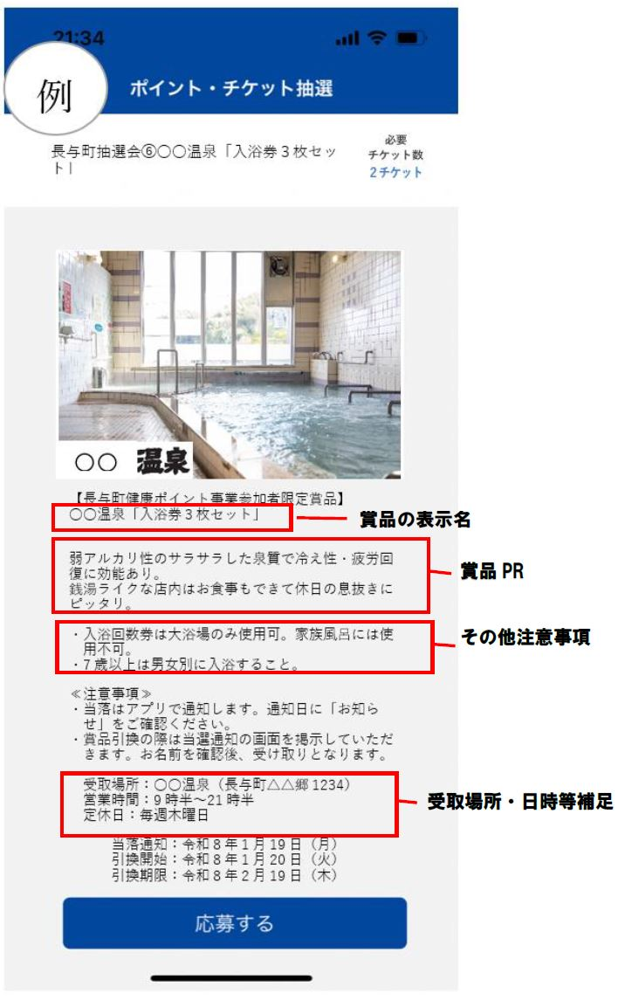 21:34
例
ポイント・チケット抽選
長与町抽選会⑥〇〇温泉「入浴券３枚セッ
ト」
必要
チケット数
2チケット
〇〇 温泉
【長与町健康ポイント事業参加者限定賞品】
〇〇温泉「入浴券３枚セット」
賞品の表示名
弱アルカリ性のサラサラした泉質で冷え性・疲労回
復に効能あり。
銭湯ライクな店内はお食事もできて休日の息抜きに
ピッタリ。
賞品 PR
・入浴回数券は大浴場のみ使用可。家族風呂には使
用不可。
・7 歳以上は男女別に入浴すること。
その他注意事項
≪注意事項≫
・当落はアプリで通知します。通知日に「お知ら
せ」をご確認ください。
・賞品引換の際は当選通知の画面を掲示していただ
きます。お名前を確認後、受け取りとなります。
受取場所：〇〇温泉（長与町△△郷 1234）
営業時間：9 時半～21 時半
定休日：毎週木曜日
受取場所・日時等補足
当落通知：令和 8 年 1 月 19 日（月）
引換開始：令和 8 年 1 月 20 日（火）
引換期限：令和 8 年 2 月 19 日（木）
応募する